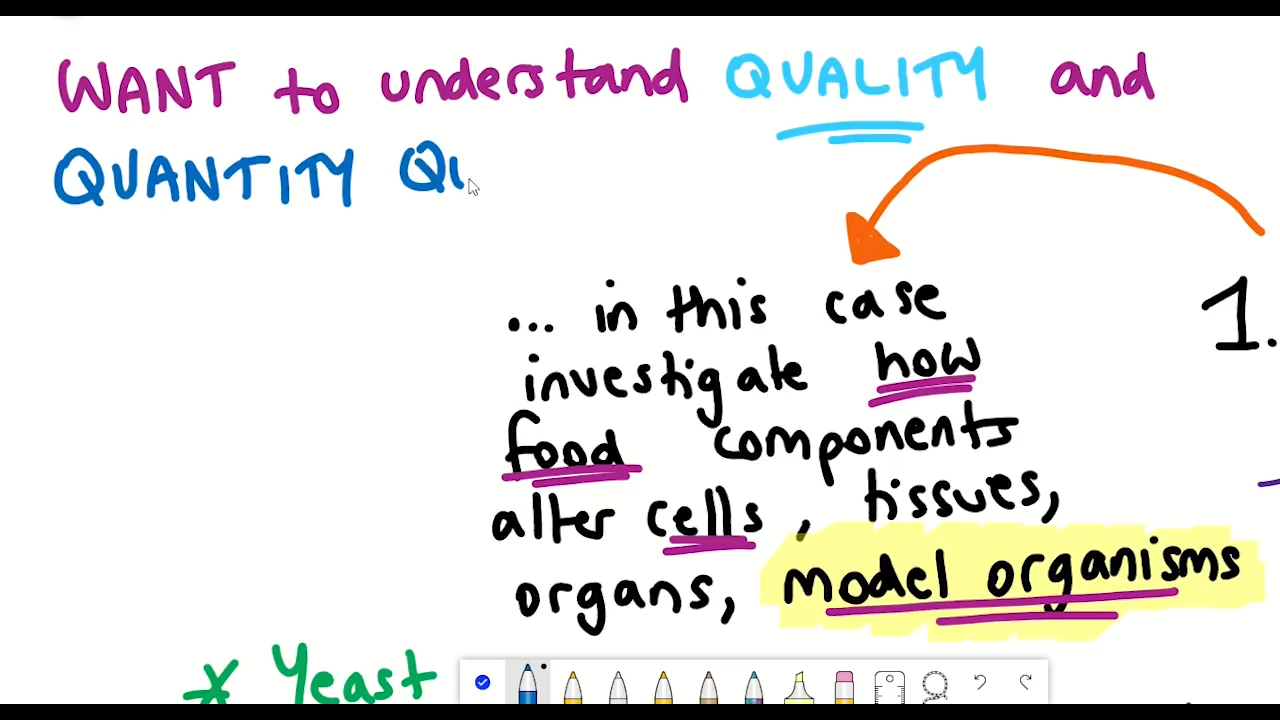 WANT to understand QUALITY and
QUANTITY QU
... in this case
1.
investigate how
food components
alter cells, tissues,
organs, model organisms
* Yeast